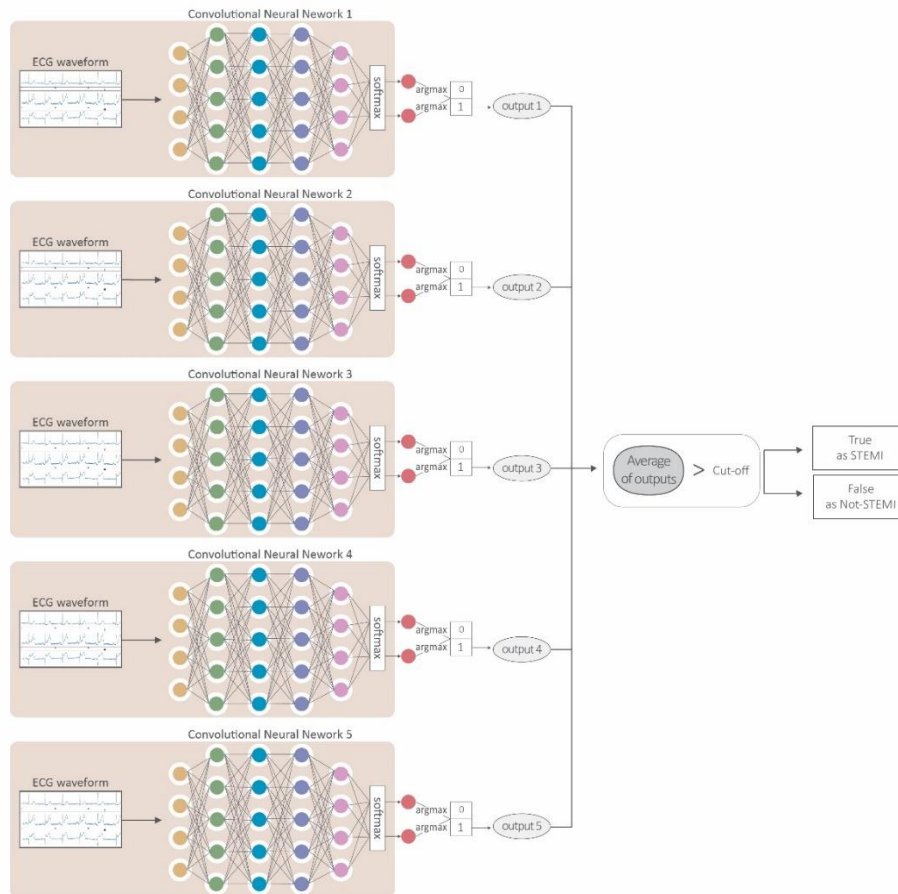 Convolutional Neural Nework 1
ECG waveform
softmax
argmax
argmax
0
1
output 1
Convolutional Neural Nework 2
ECG waveform
softmax
argmax
argmax
0
1
output 2
Convolutional Neural Nework 3
ECG waveform
softmax
argmax
argmax
0
1
output 3
Average
of outputs
>
Cut-off
True
as STEMI
False
as Not-STEMI
Convolutional Neural Nework 4
ECG waveform
softmax
argmax
argmax
0
1
output 4
Convolutional Neural Nework 5
ECG waveform
softmax
argmax
argmax
0
1
output 5